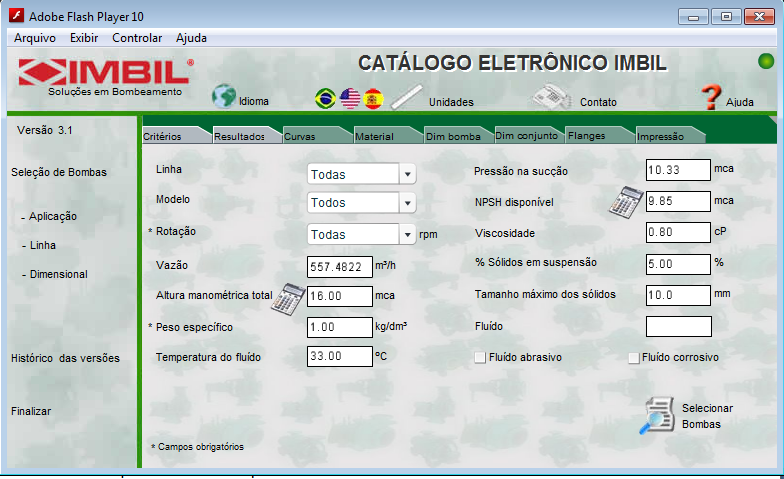 Adobe Flash Player 10
Arquivo Exibir Controlar Ajuda
IMBIL®
Soluções em Bombeamento
CATÁLOGO ELETRÔNICO IMBIL
Idioma
Unidades
Contato
? Ajuda
Versão 3.1
Critérios Resultados Curvas Material Dim bomba Dim conjunto Flanges Impressão
Seleção de Bombas
- Aplicação
- Linha
- Dimensional
Histórico das versões
Finalizar
Linha Todas
Modelo Todos
* Rotação Todas rpm
Vazão 557.4822 m³/h
Altura manométrica total 16.00 mca
* Peso específico 1.00 kg/dm³
Temperatura do fluído 33.00 ºC
Pressão na sucção 10.33 mca
NPSH disponível 9.85 mca
Viscosidade 0.80 cP
% Sólidos em suspensão 5.00 %
Tamanho máximo dos sólidos 10.0 mm
Fluído
Fluído abrasivo Fluído corrosivo
Selecionar
Bombas
* Campos obrigatórios